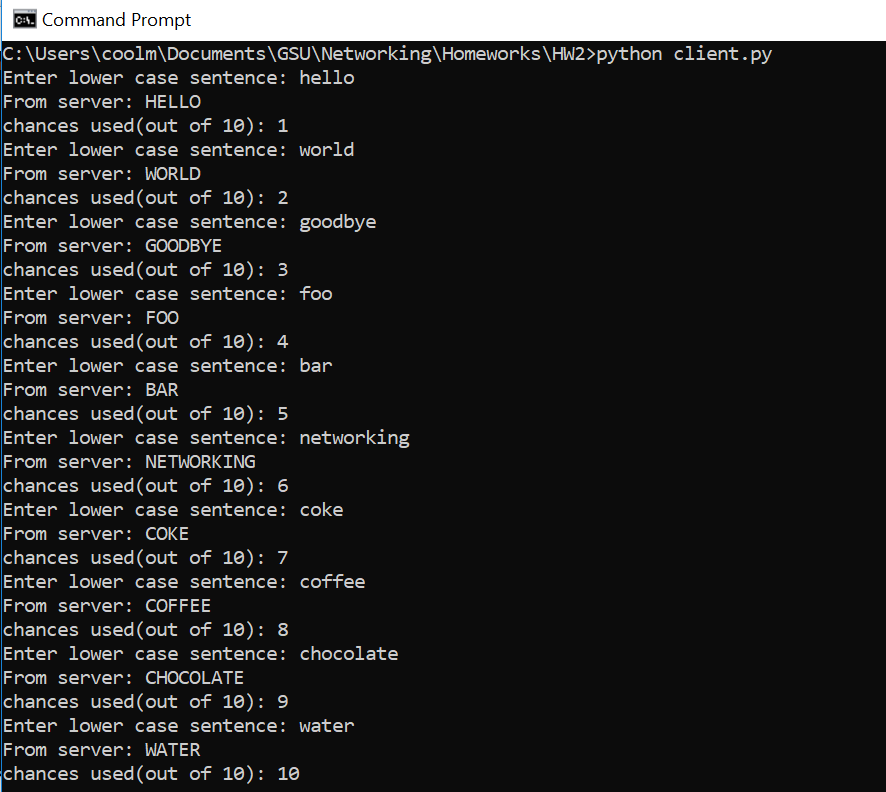 Command Prompt
C:\Users\coolm\Documents\GSU\Networking\Homeworks\HW2>python client.py
Enter lower case sentence: hello
From server: HELLO
chances used(out of 10): 1
Enter lower case sentence: world
From server: WORLD
chances used(out of 10): 2
Enter lower case sentence: goodbye
From server: GOODBYE
chances used(out of 10): 3
Enter lower case sentence: foo
From server: FOO
chances used(out of 10): 4
Enter lower case sentence: bar
From server: BAR
chances used(out of 10): 5
Enter lower case sentence: networking
From server: NETWORKING
chances used(out of 10): 6
Enter lower case sentence: coke
From server: COKE
chances used(out of 10): 7
Enter lower case sentence: coffee
From server: COFFEE
chances used(out of 10): 8
Enter lower case sentence: chocolate
From server: CHOCOLATE
chances used(out of 10): 9
Enter lower case sentence: water
From server: WATER
chances used(out of 10): 10